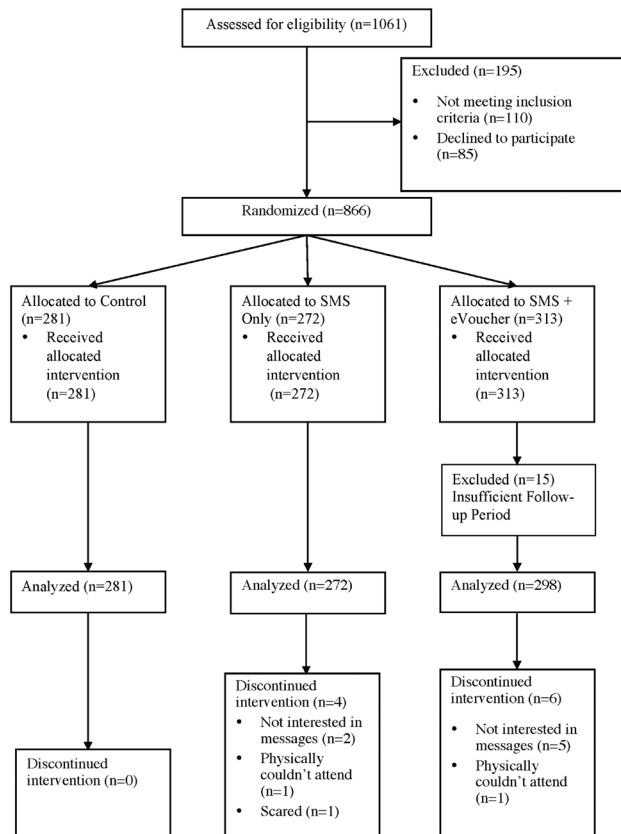 Assessed for eligibility (n=1061)
Excluded (n=195)
• Not meeting inclusion
criteria (n=110)
• Declined to participate
(n=85)
Randomized (n=866)
Allocated to Control
(n=281)
• Received
allocated
intervention
(n=281)
Allocated to SMS
Only (n=272)
• Received
allocated
intervention
(n=272)
Allocated to SMS +
eVoucher (n=313)
• Received
allocated
intervention
(n=313)
Excluded (n=15)
Insufficient Follow-
up Period
Analyzed (n=281)
Analyzed (n=272)
Analyzed (n=298)
Discontinued
intervention (n=0)
Discontinued
intervention (n=4)
• Not interested in
messages (n=2)
• Physically
couldn't attend
(n=1)
• Scared (n=1)
Discontinued
intervention (n=6)
• Not interested in
messages (n=5)
• Physically
couldn't attend
(n=1)